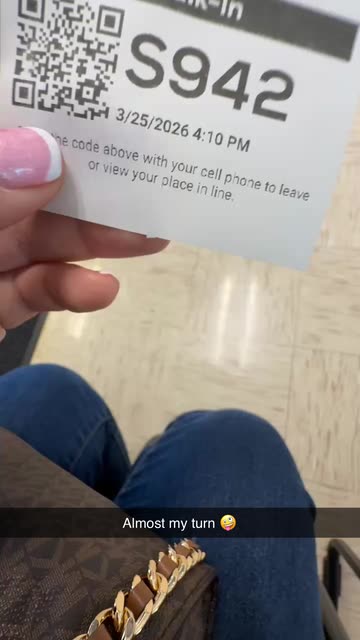 S942
3/25/2026 4:10 PM
the code above with your cell phone to leave
or view your place in line.
Almost my turn 🤪